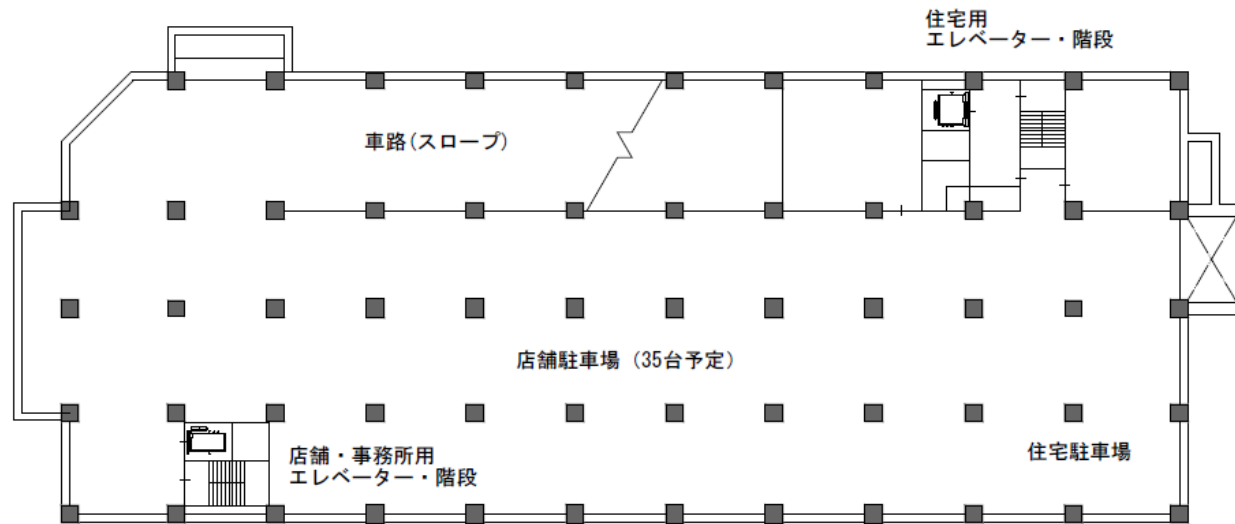 住宅用
エレベーター・階段
車路(スロープ)
店舗駐車場（35台予定）
店舗・事務所用
エレベーター・階段
住宅駐車場